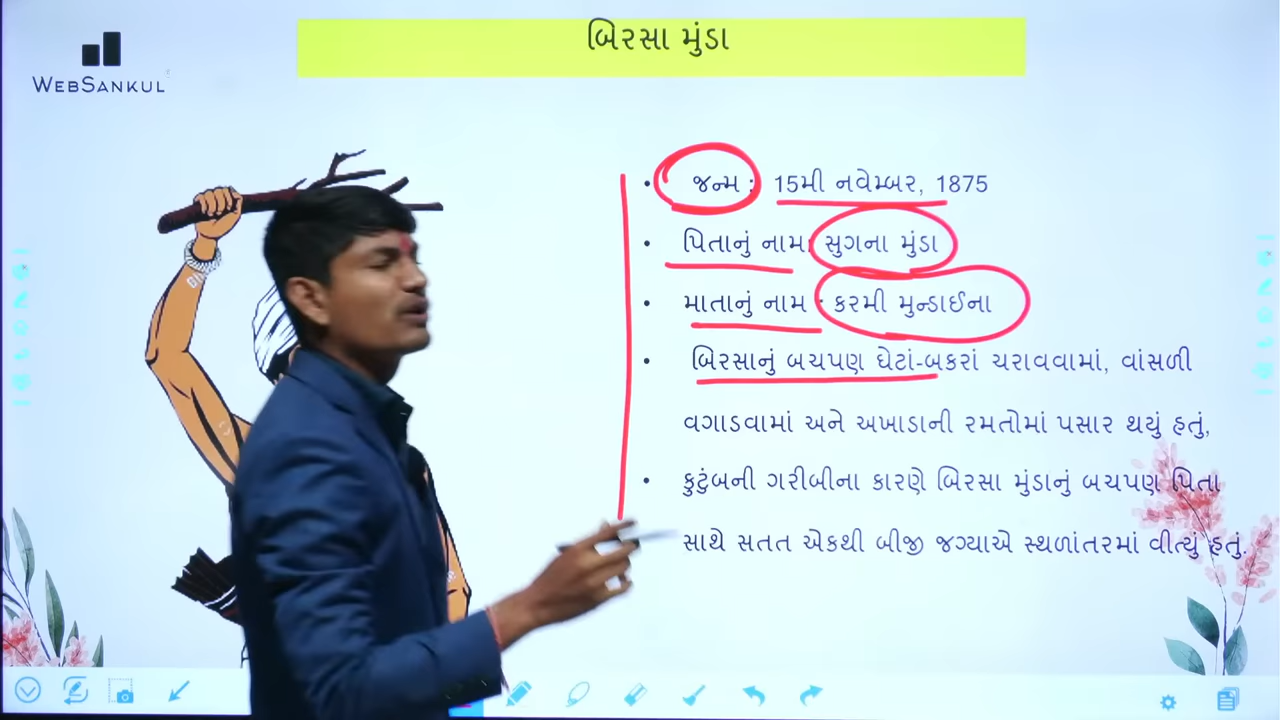 બિરસા મુંડા
WEBSANKUL
• જન્મ : 15મી નવેમ્બર, 1875
• પિતાનું નામ: સુગના મુંડા
• માતાનું નામ : કરમી મુન્ડાઈના
• બિરસાનું બચપણ ઘેટાં-બકરાં ચરાવવામાં, વાંસળી
વગાડવામાં અને અખાડાની રમતોમાં પસાર થયું હતું,
• કુટુંબની ગરીબીના કારણે બિરસા મુંડાનું બચપણ પિતા
સાથે સતત એકથી બીજી જગ્યાએ સ્થળાંતરમાં વીત્યું હતું.